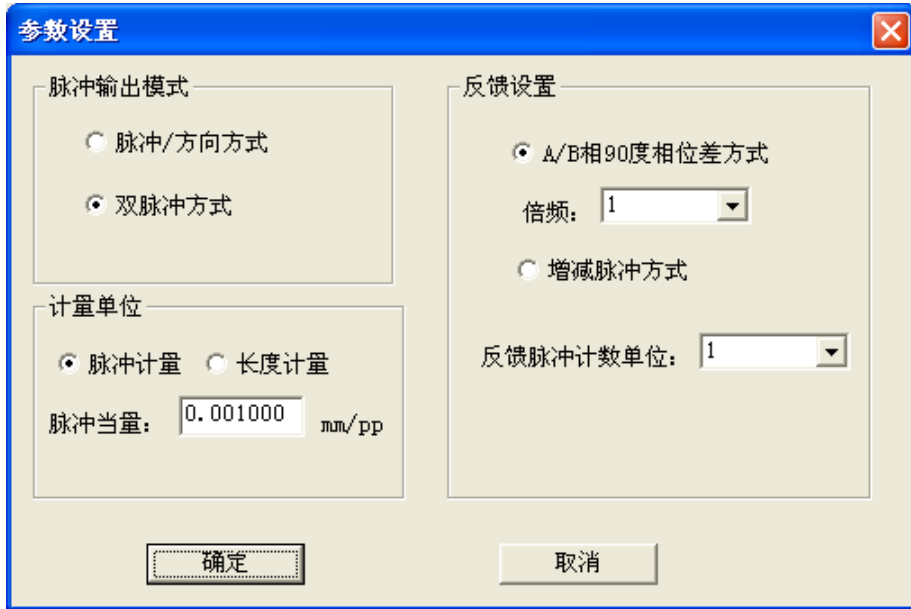 参数设置
脉冲输出模式
脉冲/方向方式
双脉冲方式
计量单位
脉冲计量 长度计量
脉冲当量: 0.001000 mm/pp
反馈设置
A/B相90度相位差方式
倍频: 1
增减脉冲方式
反馈脉冲计数单位: 1
确定 取消